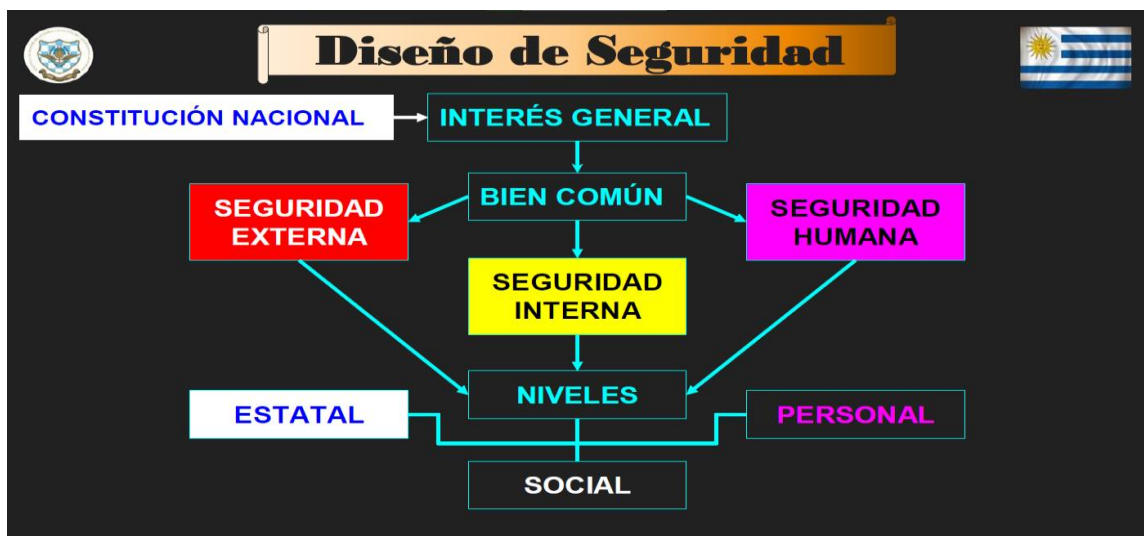 Diseño de Seguridad
CONSTITUCIÓN NACIONAL
INTERÉS GENERAL
BIEN COMÚN
SEGURIDAD
EXTERNA
SEGURIDAD
HUMANA
SEGURIDAD
INTERNA
NIVELES
ESTATAL
PERSONAL
SOCIAL